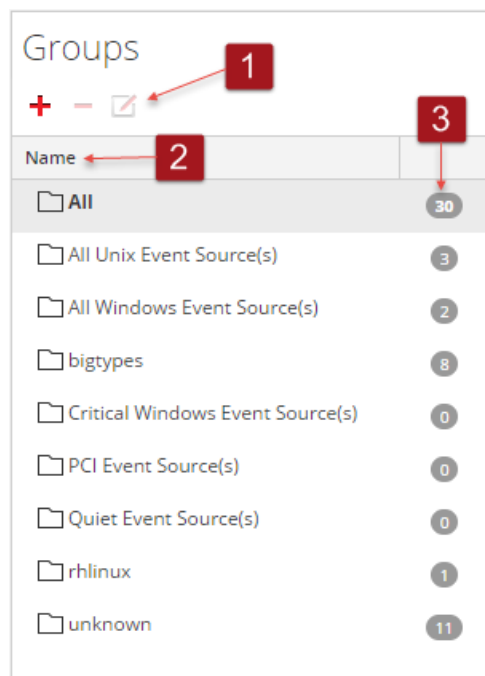 Groups
1
3
Name
2
All 30
All Unix Event Source(s) 3
All Windows Event Source(s) 2
bigtypes 8
Critical Windows Event Source(s) 0
PCI Event Source(s) 0
Quiet Event Source(s) 0
rhlinux 1
unknown 11